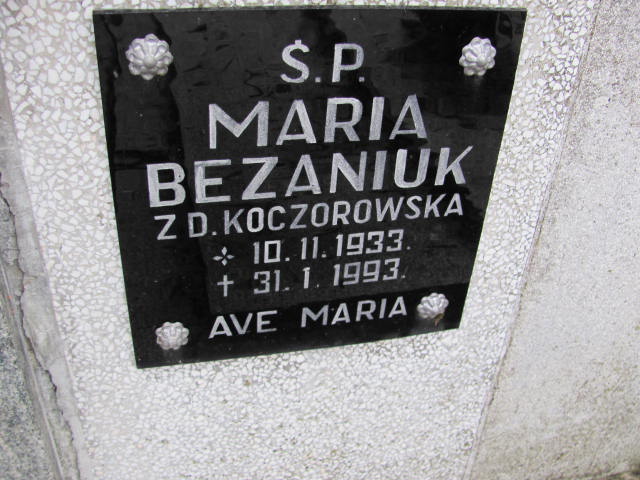 Ś.P.
MARIA
BEZANIUK
Z D. KOCZOROWSKA
10.11.1933.
† 31.1.1993.
AVE MARIA